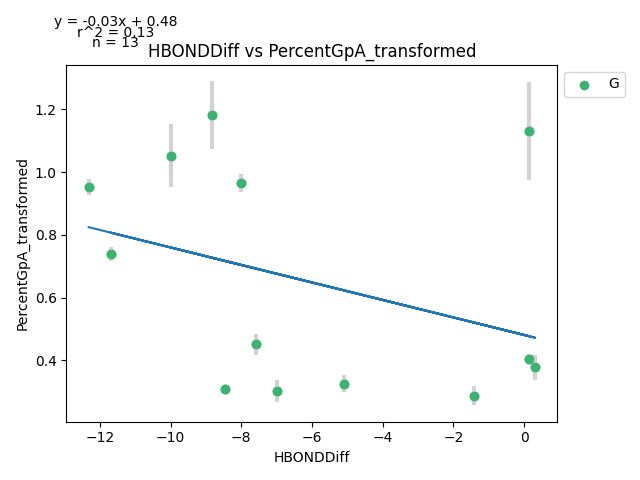 y = -0.03x + 0.48
r^2 = 0.13
n = 13
HBONDDiff vs PercentGpA_transformed
G
PercentGpA_transformed
1.2
1.0
0.8
0.6
0.4
−12
−10
−8
−6
−4
−2
0
HBONDDiff